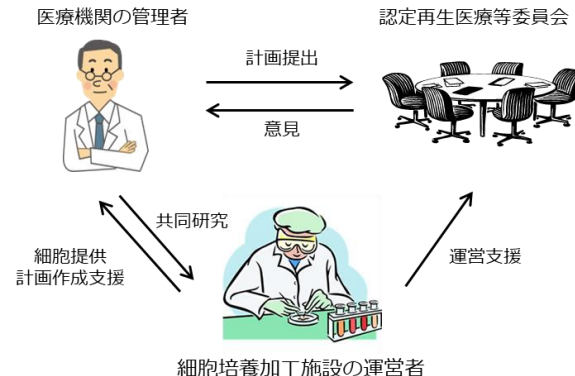 医療機関の管理者
認定再生医療等委員会
計画提出
意見
共同研究
細胞提供
計画作成支援
運営支援
細胞培養加工施設の運営者